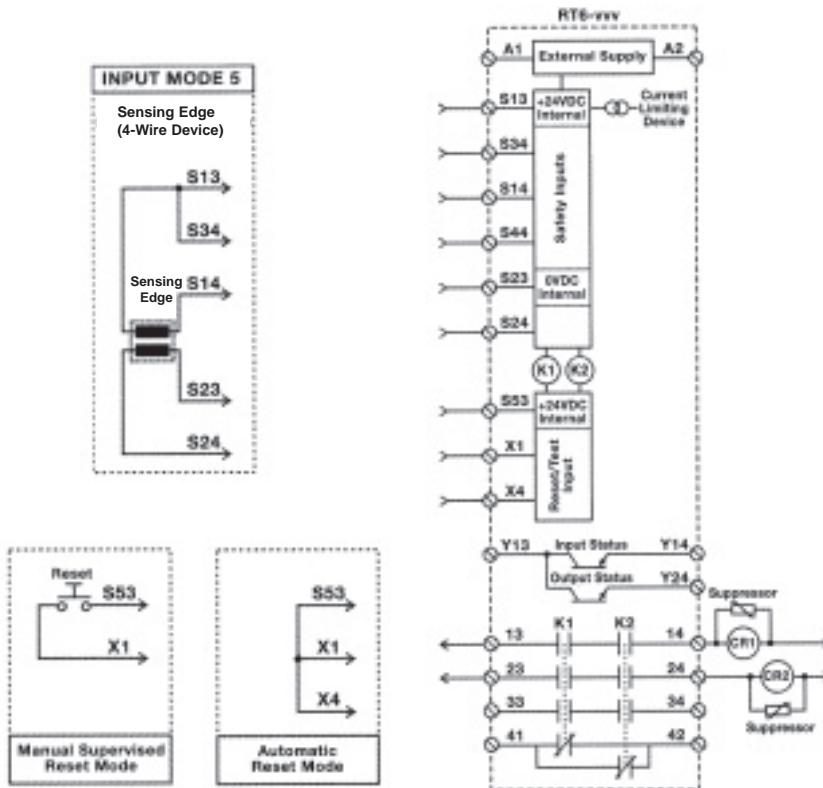 INPUT MODE 5
Sensing Edge
(4-Wire Device)
S13
S34
Sensing
Edge
S14
S23
S24
Reset
S53
X1
Manual Supervised
Reset Mode
S53
X1
X4
Automatic
Reset Mode
RT6-vvv
A1
External Supply
A2
S13
+24VDC
Internal
Current
Limiting
Device
S34
S14
Safety Inputs
S44
S23
0VDC
Internal
S24
K1
K2
S53
+24VDC
Internal
X1
Reset/Test
Input
X4
Y13
Input Status
Y14
Output Status
Y24
Suppressor
13
K1
K2
14
CR1
23
24
CR2
33
34
Suppressor
41
42